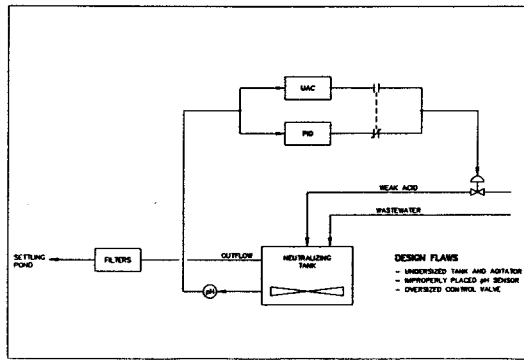 UAC
PID
WEAK ACID
WASTEWATER
SETTLING
POND
FILTERS
OUTFLOW
NEUTRALIZING
TANK
pH
DESIGN FLAWS
- UNDERSIZED TANK AND AGITATOR
- IMPROPERLY PLACED pH SENSOR
- OVERSIZED CONTROL VALVE